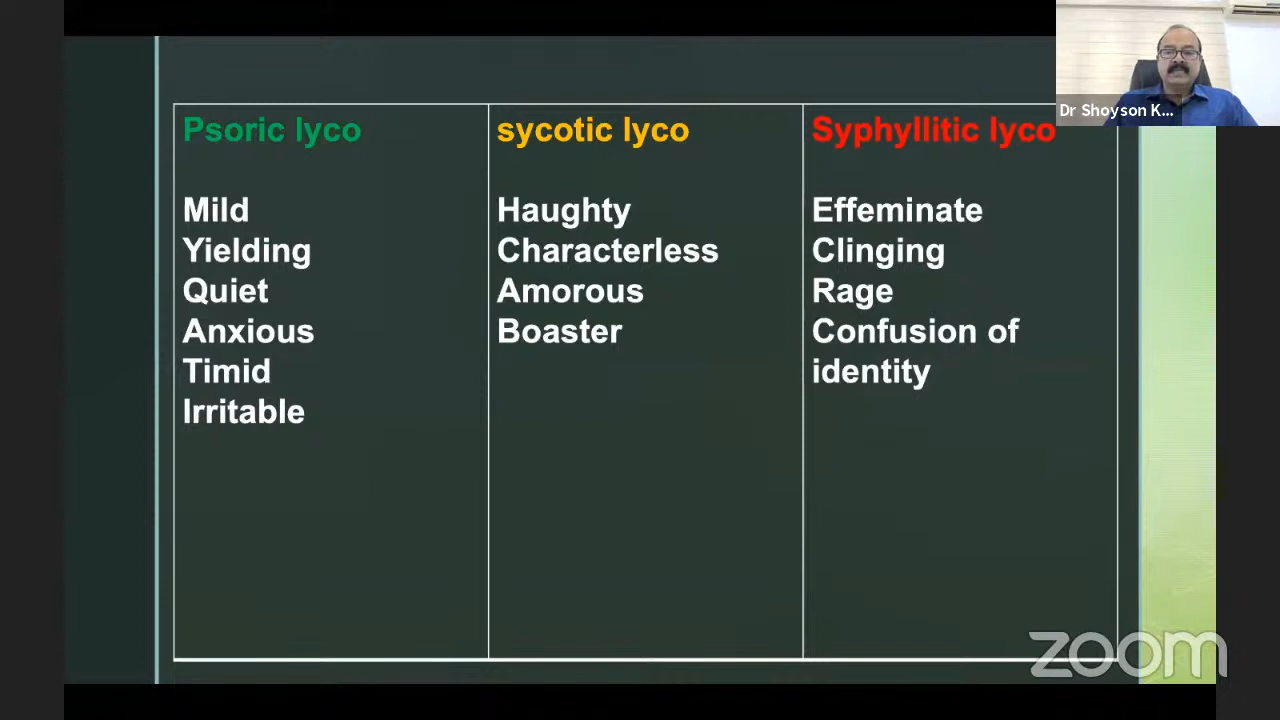 Dr Shoyson K...
Psoric lyco
Mild
Yielding
Quiet
Anxious
Timid
Irritable
sycotic lyco
Haughty
Characterless
Amorous
Boaster
Syphyllitic lyco
Effeminate
Clinging
Rage
Confusion of
identity
zoom